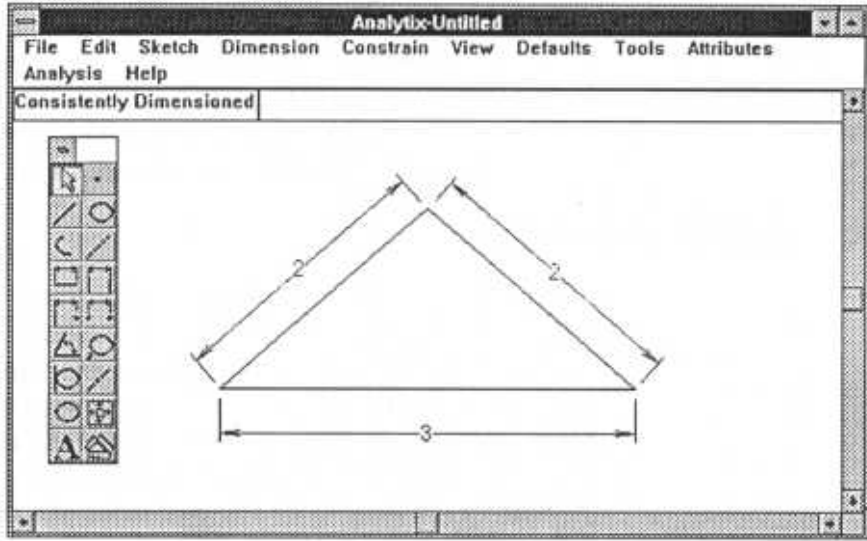 Analytix-Untitled
File Edit Sketch Dimension Constrain View Defaults Tools Attributes
Analysis Help
Consistently Dimensioned
2 2
3
A